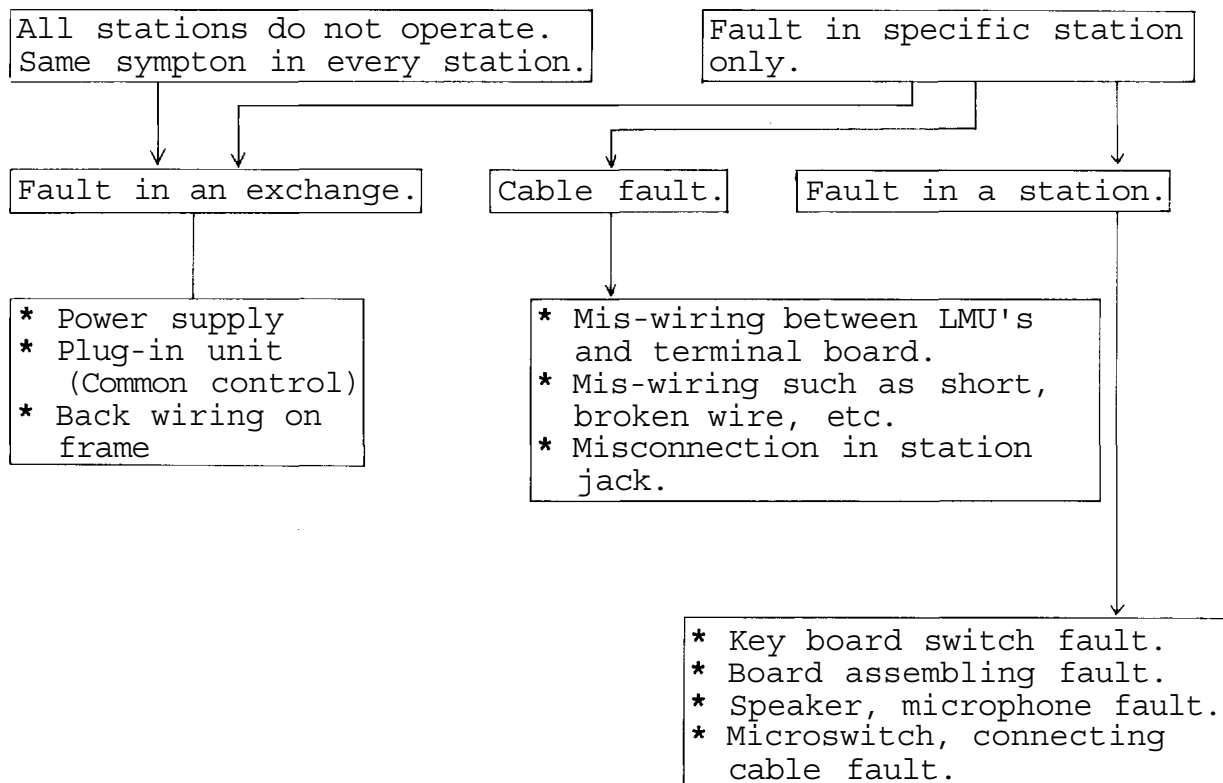 All stations do not operate.
Same sympton in every station.
Fault in specific station
only.
Fault in an exchange.
Cable fault.
Fault in a station.
* Power supply
* Plug-in unit
(Common control)
* Back wiring on
frame
* Mis-wiring between LMU's
and terminal board.
* Mis-wiring such as short,
broken wire, etc.
* Misconnection in station
jack.
* Key board switch fault.
* Board assembling fault.
* Speaker, microphone fault.
* Microswitch, connecting
cable fault.